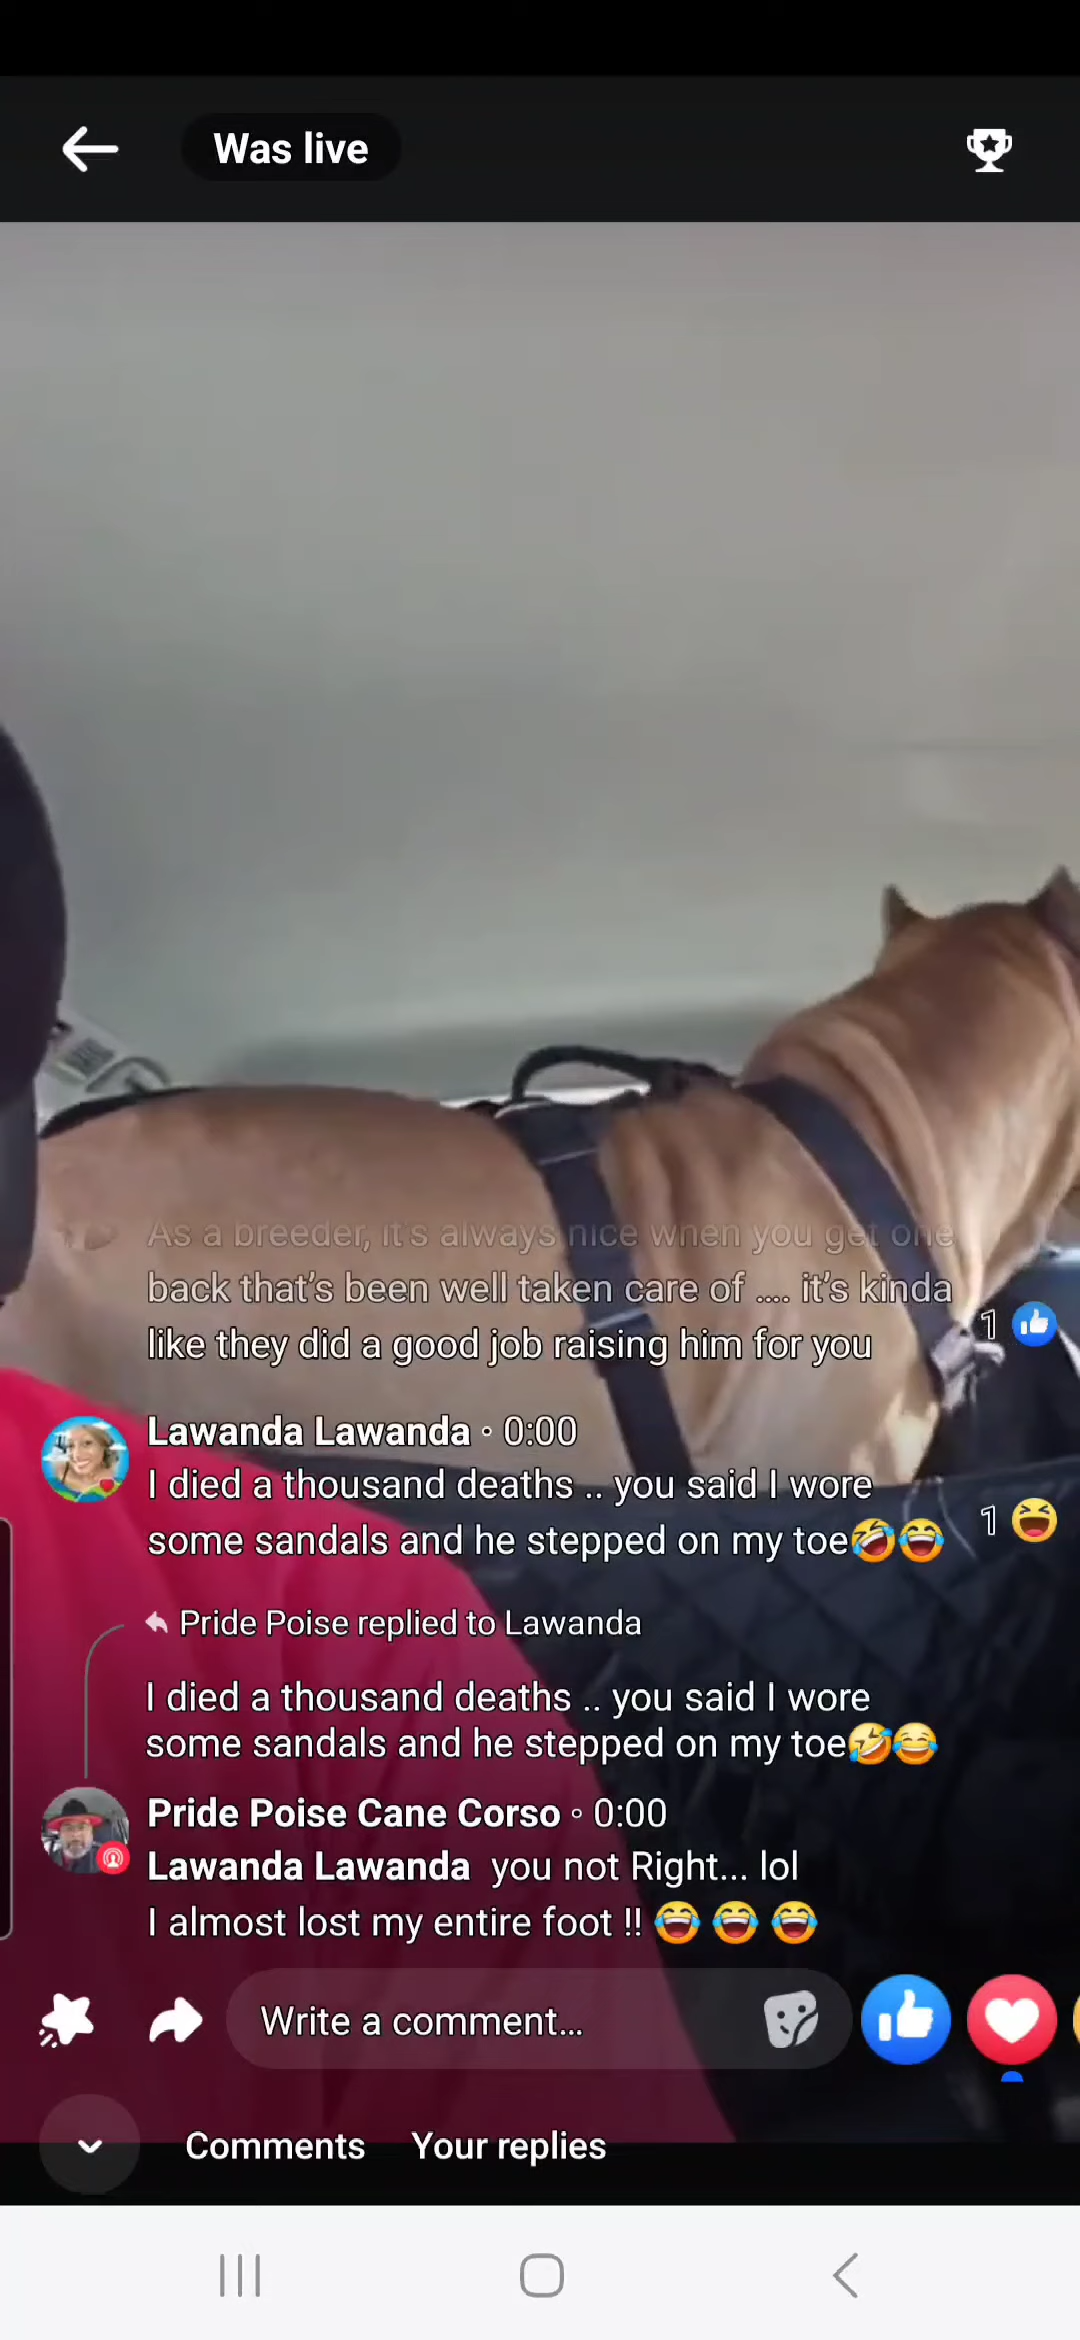 Was live
As a breeder, it's always nice when you get one
back that's been well taken care of .... it's kinda
like they did a good job raising him for you
1
Lawanda Lawanda • 0:00
I died a thousand deaths .. you said I wore
some sandals and he stepped on my toe🤣😂
1
Pride Poise replied to Lawanda
I died a thousand deaths .. you said I wore
some sandals and he stepped on my toe🤣😂
Pride Poise Cane Corso • 0:00
Lawanda Lawanda you not Right... lol
I almost lost my entire foot !! 😂 😂 😂
Write a comment...
Comments Your replies